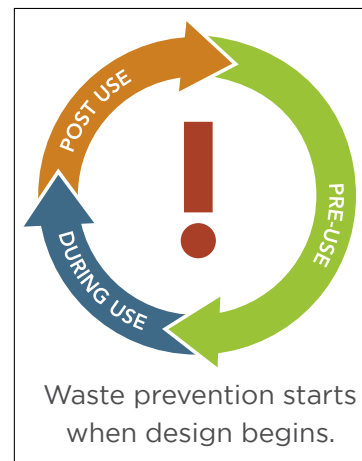 POST USE
PRE-USE
DURING USE
!
Waste prevention starts
when design begins.